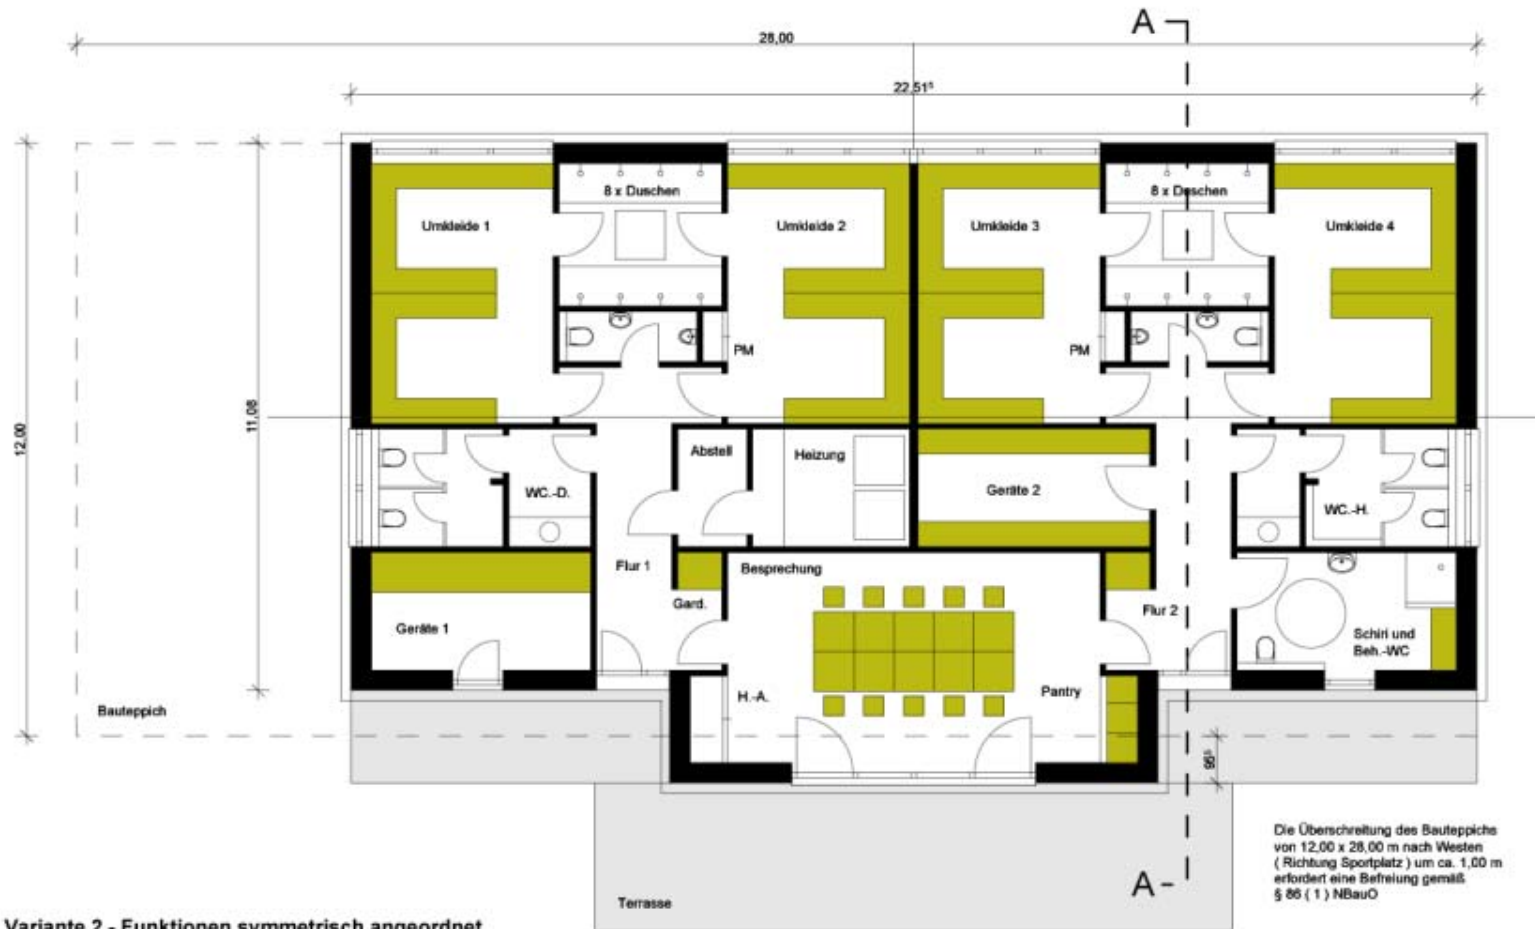 A
28,00
22,51⁵
8 x Duschen
8 x Duschen
Umkleide 1
Umkleide 2
Umkleide 3
Umkleide 4
PM
PM
12,00
11,08
Abstell
Heizung
WC.-D.
Geräte 2
WC.-H.
Flur 1
Besprechung
Gard.
Flur 2
Geräte 1
Schiri und
Beh.-WC
H.-A.
Pantry
Bauteppich
95⁵
Die Überschreitung des Bauteppichs
von 12,00 x 28,00 m nach Westen
( Richtung Sportplatz ) um ca. 1,00 m
erfordert eine Befreiung gemäß
§ 86 ( 1 ) NBauO
A
Terrasse
Variante 2 - Funktionen symmetrisch angeordnet